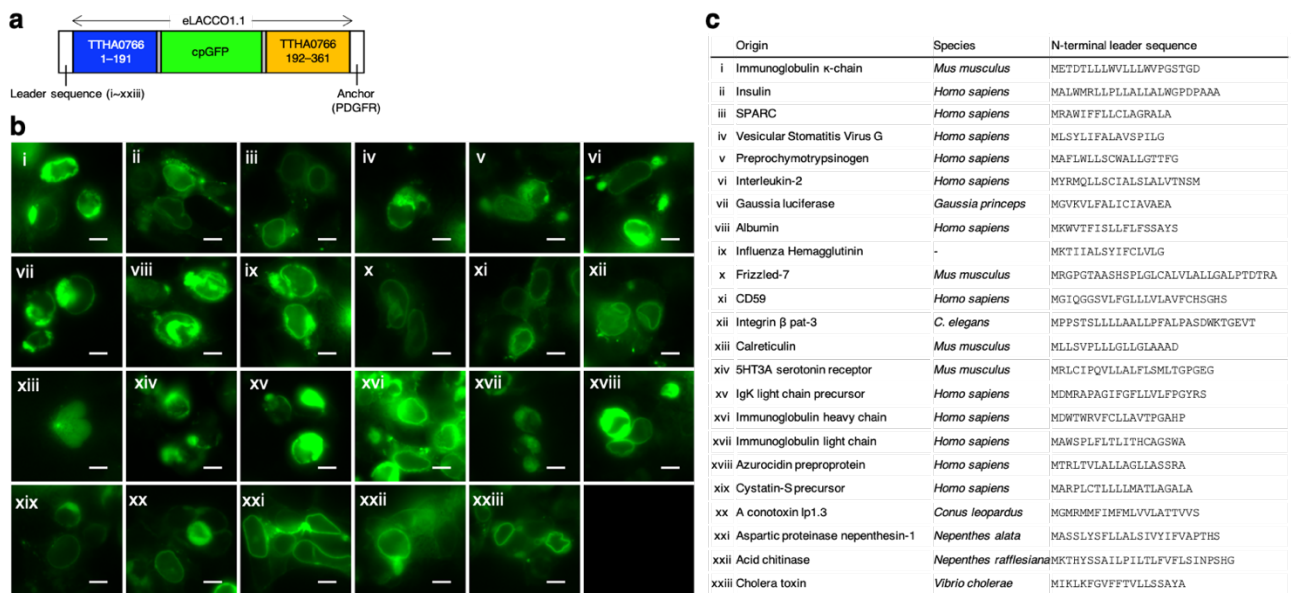 a
eLACCO1.1
TTHA0766
1–191
cpGFP
TTHA0766
192–361
Leader sequence (i~xxiii)
Anchor
(PDGFR)
b
i
ii
iii
iv
v
vi
vii
viii
ix
x
xi
xii
xiii
xiv
xv
xvi
xvii
xviii
xix
xx
xxi
xxii
xxiii
c
Origin Species N-terminal leader sequence
i Immunoglobulin κ-chain Mus musculus METDTLLLWVLLLWVPGSTGD
ii Insulin Homo sapiens MALWMRLLPLLALLALWGPDPAAA
iii SPARC Homo sapiens MRAWIFFLLCLAGRALA
iv Vesicular Stomatitis Virus G Homo sapiens MLSYLIFALAVSPILG
v Preprochymotrypsinogen Homo sapiens MAFLWLLSCWALLGTTFG
vi Interleukin-2 Homo sapiens MYRMQLLSCIALSLALVTNSM
vii Gaussia luciferase Gaussia princeps MGVKVLFALICIAVAEA
viii Albumin Homo sapiens MKWVTFISLLFLFSSAYS
ix Influenza Hemagglutinin - MKTIIALSYIFCLVLG
x Frizzled-7 Mus musculus MRGPGTAASHSPLGLCALVLALLGALPTDTRA
xi CD59 Homo sapiens MGIQGGSVLFGLLLVLAVFCHSGHS
xii Integrin β pat-3 C. elegans MPPSTSLLLLAALLPFALPASDWKTGEVT
xiii Calreticulin Mus musculus MLLSVPLLLGLLGLAAAD
xiv 5HT3A serotonin receptor Mus musculus MRLCIPQVLLALFLSMLTGPGEG
xv IgK light chain precursor Homo sapiens MDMRAPAGIFGFLLVLFPGYRS
xvi Immunoglobulin heavy chain Homo sapiens MDWTWRVFCLLAVTPGAHP
xvii Immunoglobulin light chain Homo sapiens MAWSPLFLTLITHCAGSWA
xviii Azurocidin preproprotein Homo sapiens MTRLTVLALLAGLLASSRA
xix Cystatin-S precursor Homo sapiens MARPLCTLLLLMATLAGALA
xx A conotoxin lp1.3 Conus leopardus MGMRMMFIMFMLVVLATTVVS
xxi Aspartic proteinase nepenthesin-1 Nepenthes alata MASSLYSFLLALSIVYIFVAPTHS
xxii Acid chitinase Nepenthes rafflesiana MKTHYSSAILPILTLFVFLSINPSHG
xxiii Cholera toxin Vibrio cholerae MIKLKFGVFFTVLLSSAYA